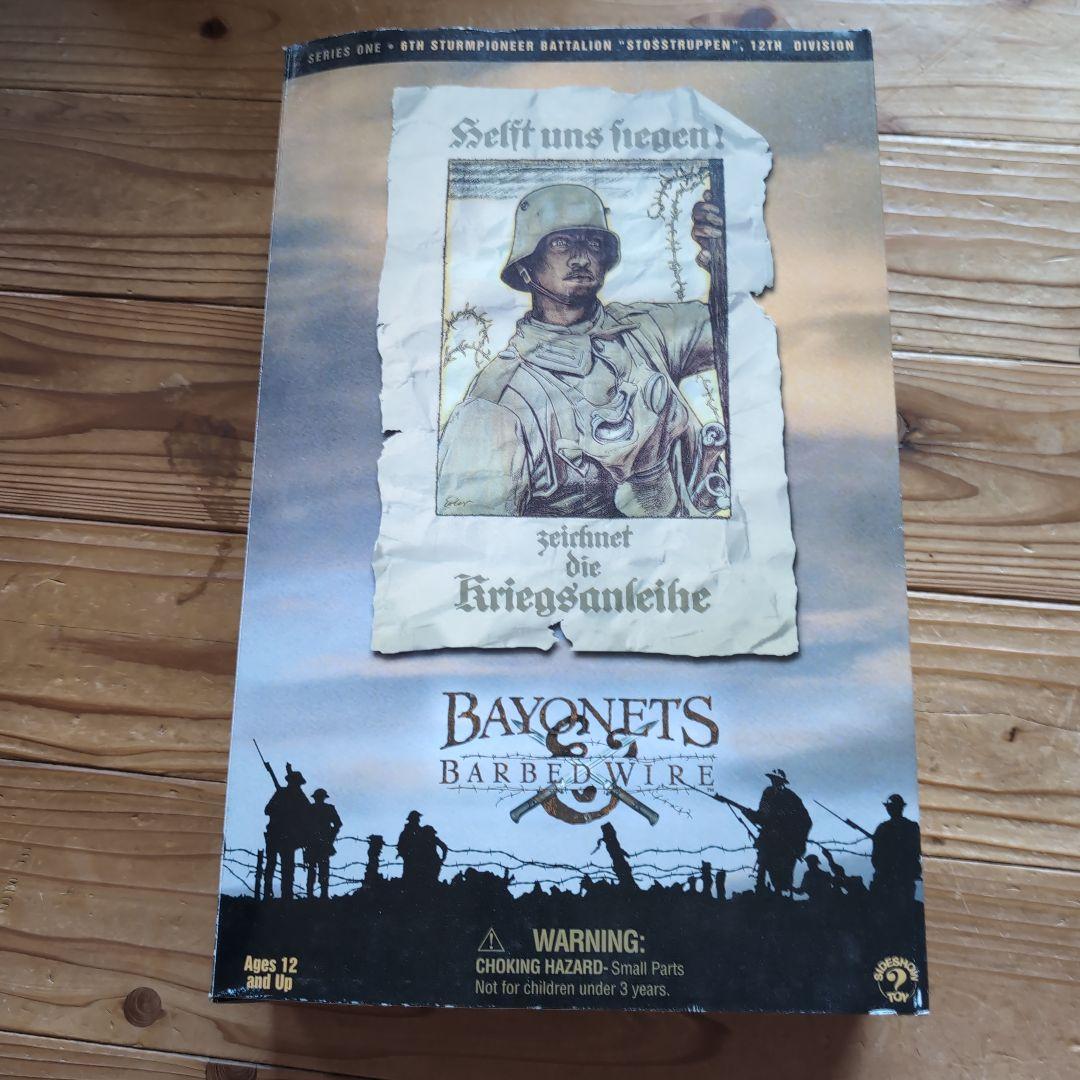 SERIES ONE • 6TH STURMPIONEER BATTALION "STOSSTRUPPEN", 12TH DIVISION
Helft uns siegen!
zeichnet
die
Kriegsanleihe
BAYONETS
&
BARBED WIRE™
Ages 12
and Up
WARNING:
CHOKING HAZARD- Small Parts
Not for children under 3 years.
SIDESHOW
?
TOY